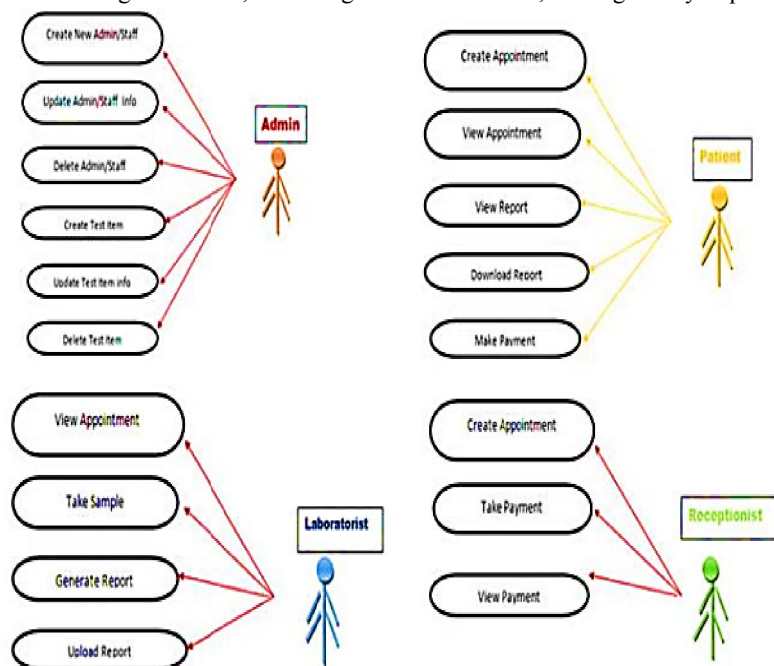 Create New Admin/Staff
Update Admin/Staff Info
Delete Admin/Staff
Create Test Item
Update Test Item info
Delete Test Item
Admin
Create Appointment
View Appointment
View Report
Download Report
Make Payment
Patient
View Appointment
Take Sample
Generate Report
Upload Report
Laboratorist
Create Appointment
Take Payment
View Payment
Receptionist